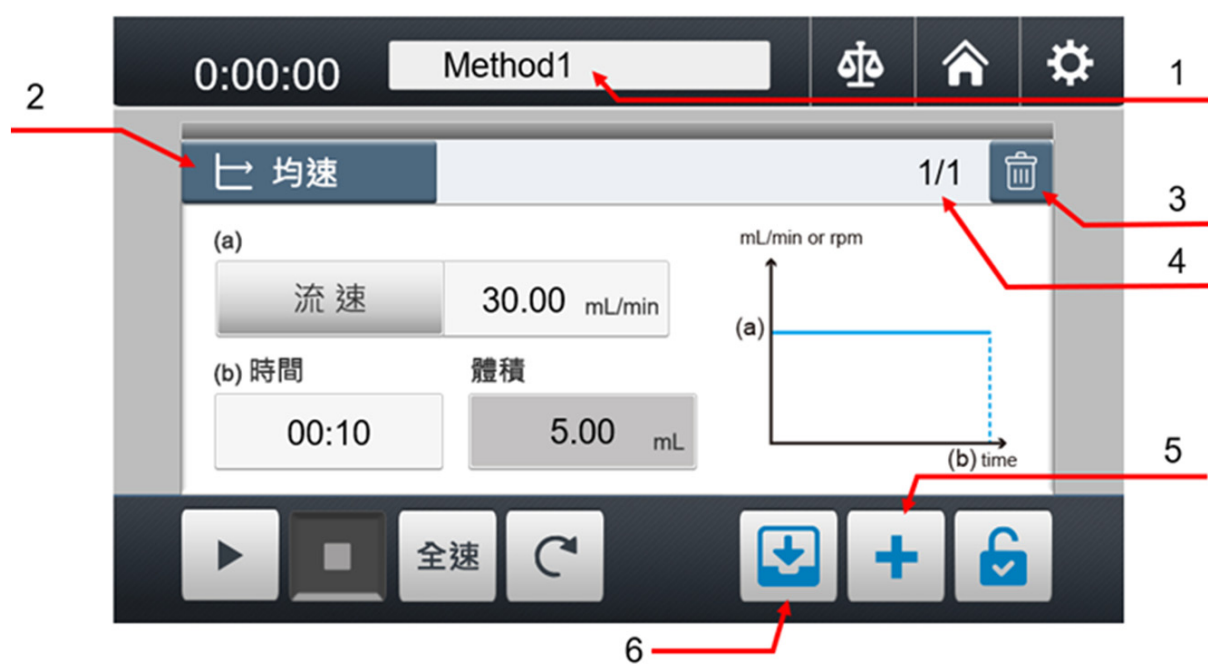 0:00:00 Method1
1
2
均速 1/1
3
(a)
mL/min or rpm
4
流速 30.00 mL/min
(a)
(b) 時間 體積
00:10 5.00 mL
(b) time
5
全速
6